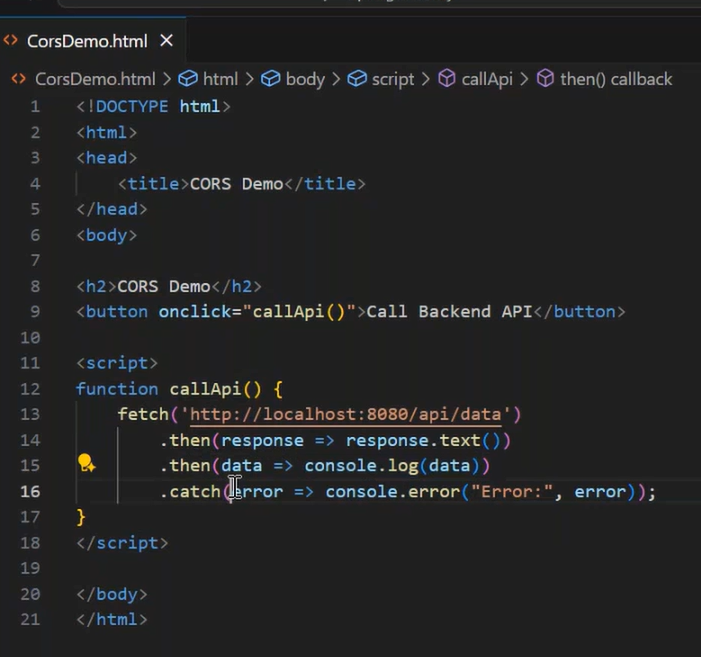 CorsDemo.html
CorsDemo.html > html > body > script > callApi > then() callback
1 <!DOCTYPE html>
2 <html>
3 <head>
4     <title>CORS Demo</title>
5 </head>
6 <body>
7
8 <h2>CORS Demo</h2>
9 <button onclick="callApi()">Call Backend API</button>
10
11 <script>
12 function callApi() {
13     fetch('http://localhost:8080/api/data')
14         .then(response => response.text())
15         .then(data => console.log(data))
16         .catch(error => console.error("Error:", error));
17 }
18 </script>
19
20 </body>
21 </html>